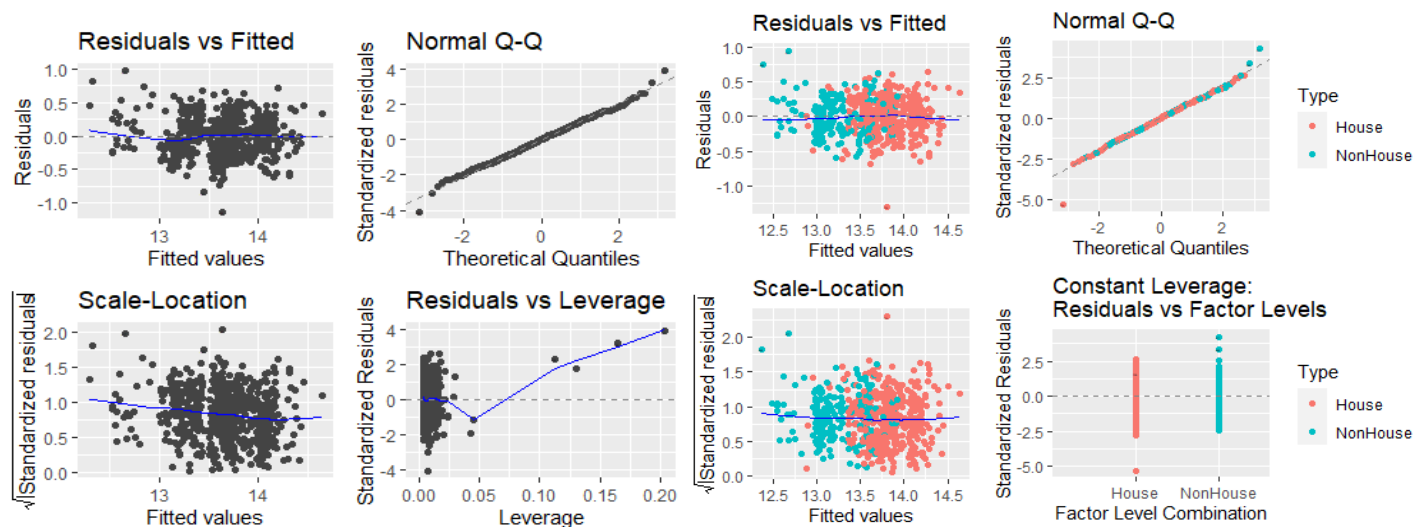 Residuals vs Fitted
Residuals
1.0
0.5
0.0
-0.5
-1.0
13
14
Fitted values
Normal Q-Q
Standardized residuals
4
2
0
-2
-4
-2
0
2
Theoretical Quantiles
Residuals vs Fitted
Residuals
1.0
0.5
0.0
-0.5
-1.0
12.5
13.0
13.5
14.0
14.5
Fitted values
Normal Q-Q
Standardized residuals
2.5
0.0
-2.5
-5.0
-2
0
2
Theoretical Quantiles
Type
House
NonHouse
Scale-Location
√|Standardized residuals|
2.0
1.5
1.0
0.5
0.0
13
14
Fitted values
Residuals vs Leverage
Standardized Residuals
4
2
0
-2
-4
0.00
0.05
0.10
0.15
0.20
Leverage
Scale-Location
√|Standardized residuals|
2.0
1.5
1.0
0.5
0.0
12.5
13.0
13.5
14.0
14.5
Fitted values
Constant Leverage:
Residuals vs Factor Levels
Standardized Residuals
2.5
0.0
-2.5
-5.0
House
NonHouse
Factor Level Combination
Type
House
NonHouse